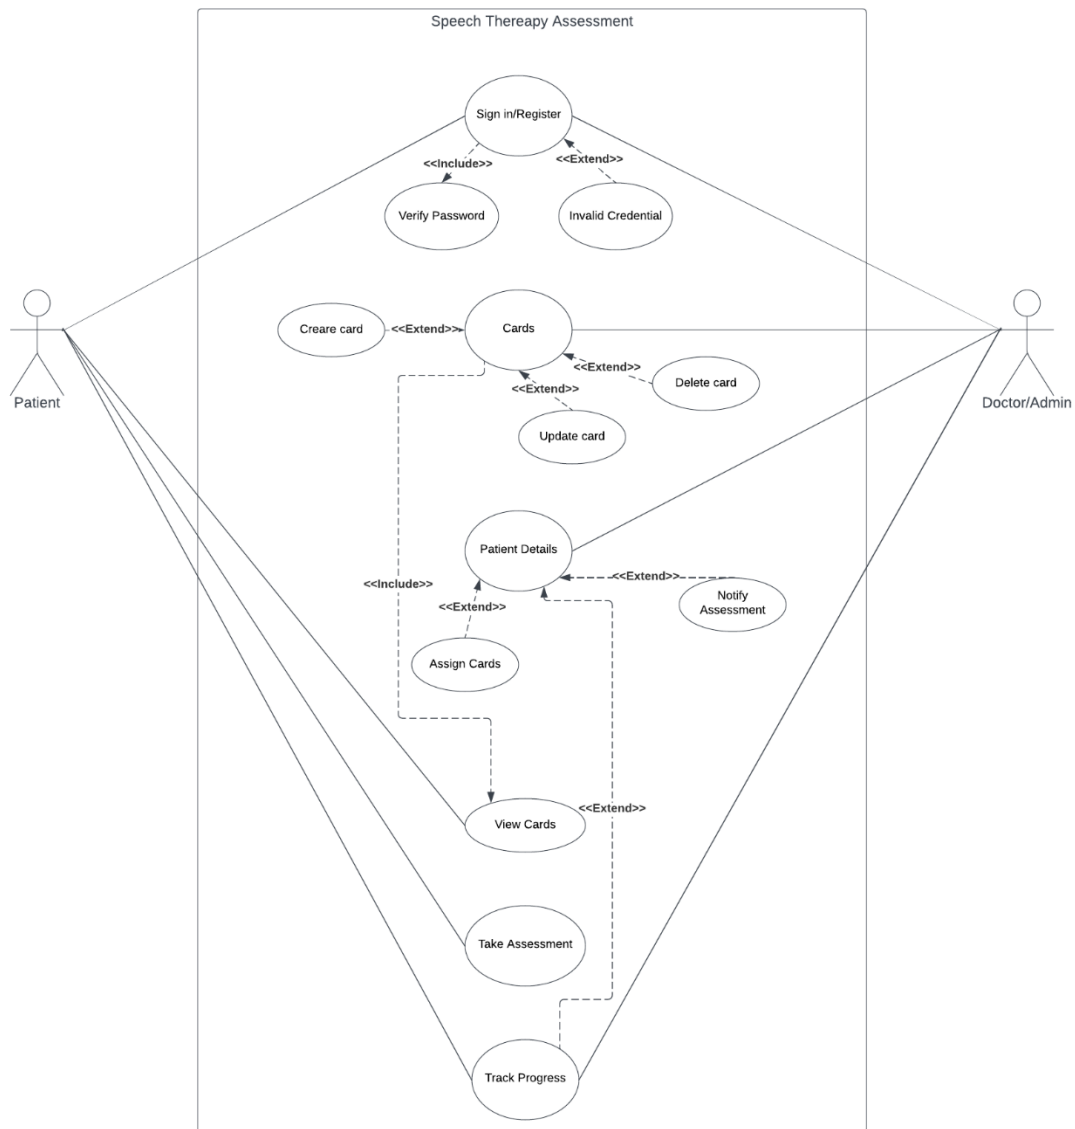 Speech Thereapy Assessment
Sign in/Register
<<Include>>
<<Extend>>
Verify Password
Invalid Credential
Creare card
<<Extend>>
Cards
<<Extend>>
Delete card
<<Extend>>
Update card
Patient
Doctor/Admin
Patient Details
<<Include>>
<<Extend>>
Notify
Assessment
<<Extend>>
Assign Cards
View Cards
<<Extend>>
Take Assessment
Track Progress